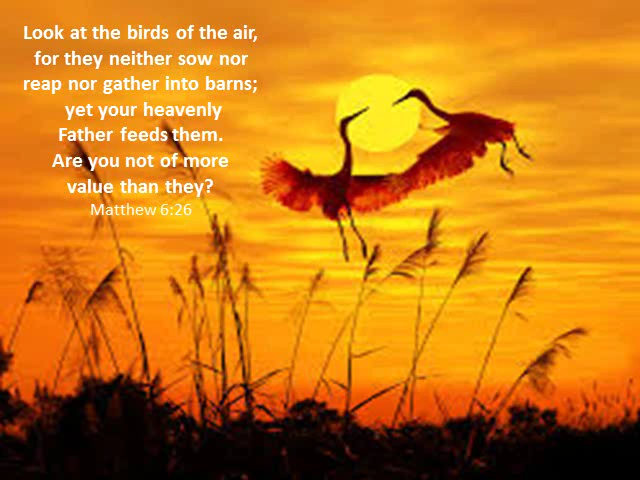 Look at the birds of the air,
for they neither sow nor
reap nor gather into barns;
yet your heavenly
Father feeds them.
Are you not of more
value than they?
Matthew 6:26